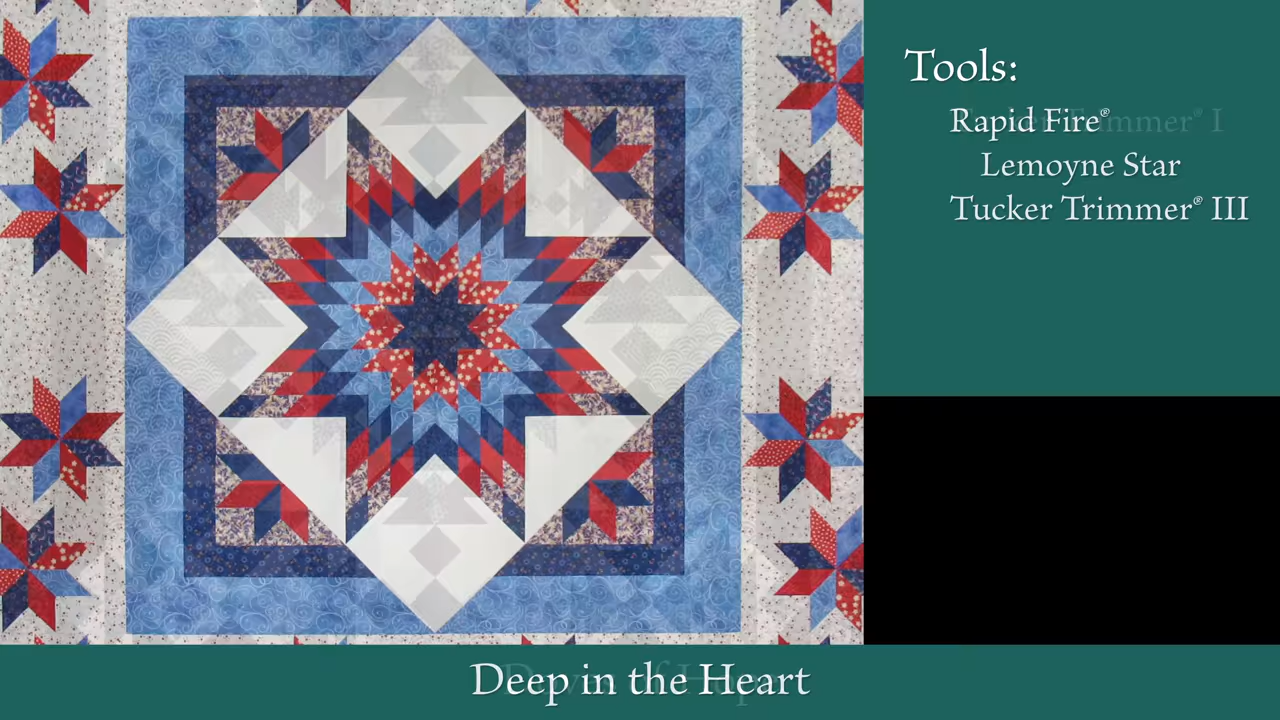 Tools:
Rapid Fire®
Lemoyne Star
Tucker Trimmer® III
Deep in the Heart